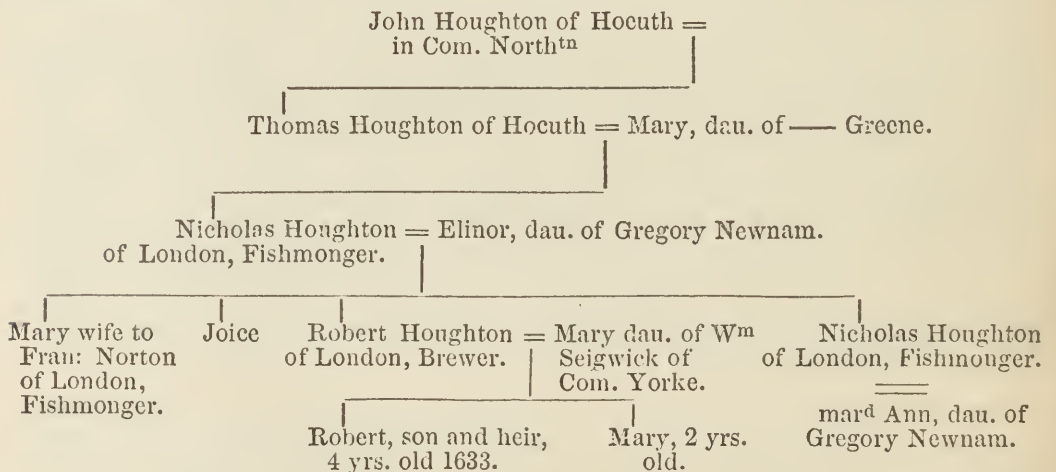 John Houghton of Hocuth =
in Com. Northtn
Thomas Houghton of Hocuth = Mary, dau. of — Greene.
Nicholas Houghton = Elinor, dau. of Gregory Newnam.
of London, Fishmonger.
Mary wife to
Fran: Norton
of London,
Fishmonger.
Joice
Robert Houghton =
of London, Brewer.
Mary dau. of Wm
Seigwick of
Com. Yorke.
Nicholas Houghton
of London, Fishmonger.
=
mard Ann, dau. of
Gregory Newnam.
Robert, son and heir,
4 yrs. old 1633.
Mary, 2 yrs.
old.